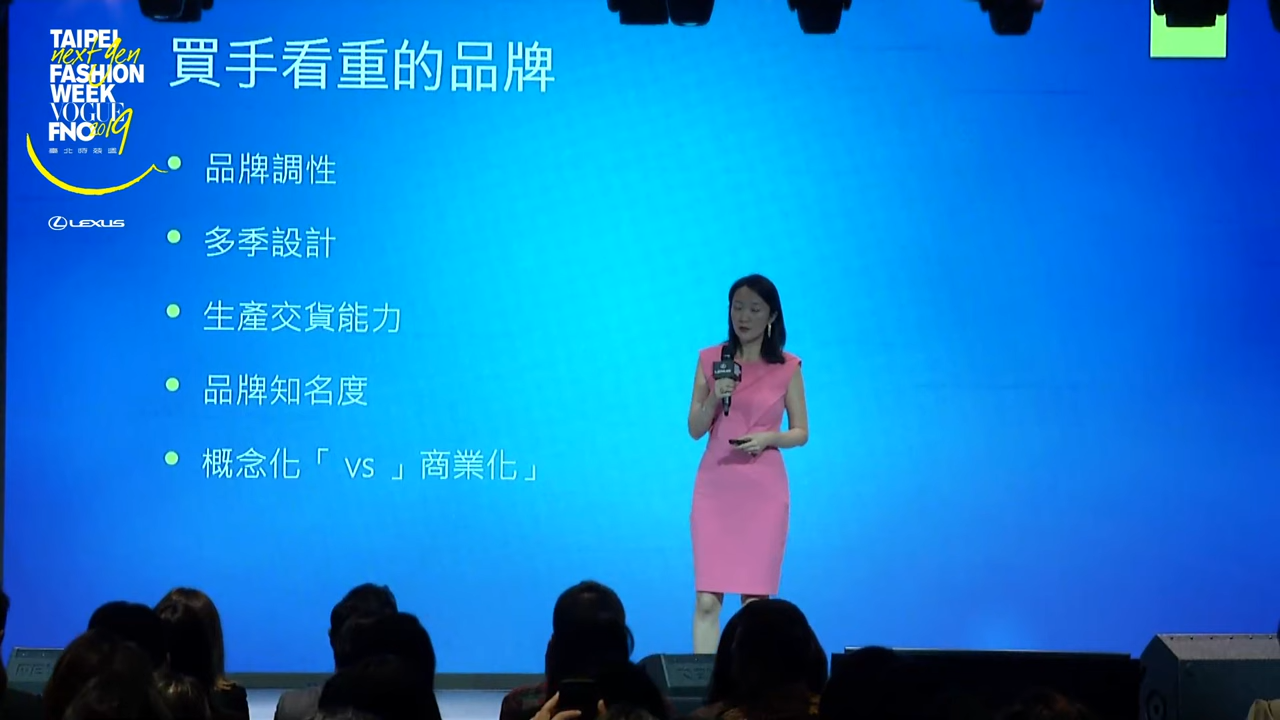 TAIPEI
next gen
FASHION
WEEK
VOGUE
FNO 2019
臺北時裝週
LEXUS
買手看重的品牌
品牌調性
多季設計
生產交貨能力
品牌知名度
概念化「 vs 」商業化」